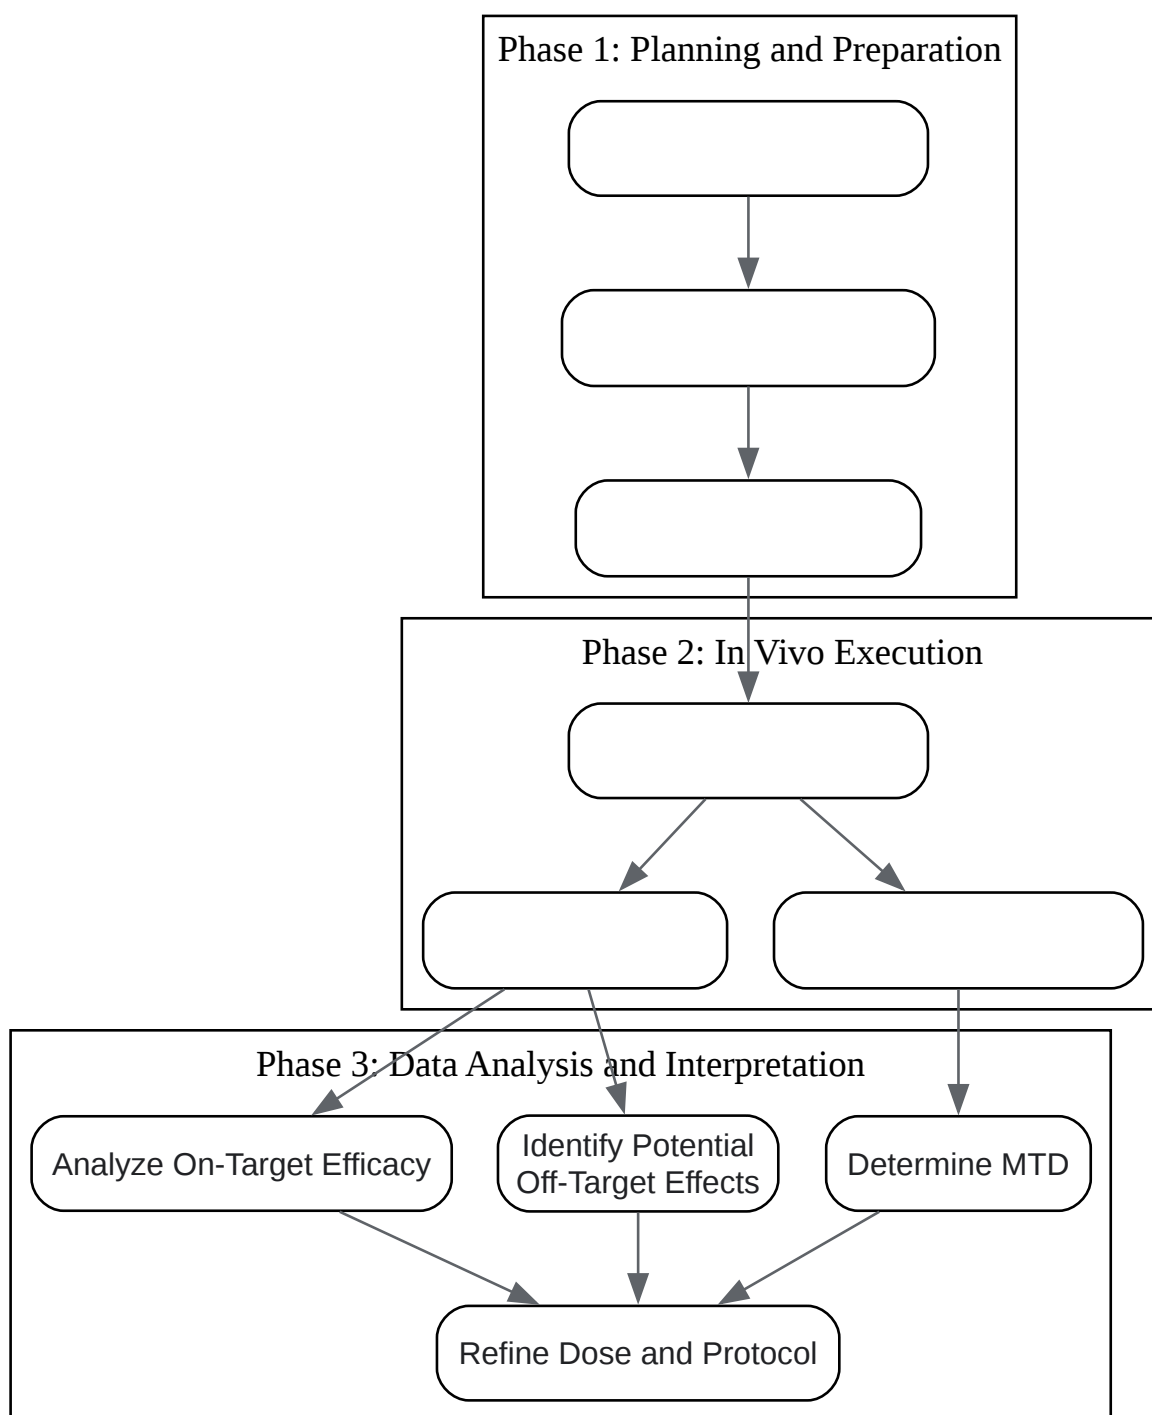 Phase 1: Planning and Preparation
Phase 2: In Vivo Execution
Phase 3: Data Analysis and Interpretation
Analyze On-Target Efficacy
Identify Potential
Off-Target Effects
Determine MTD
Refine Dose and Protocol